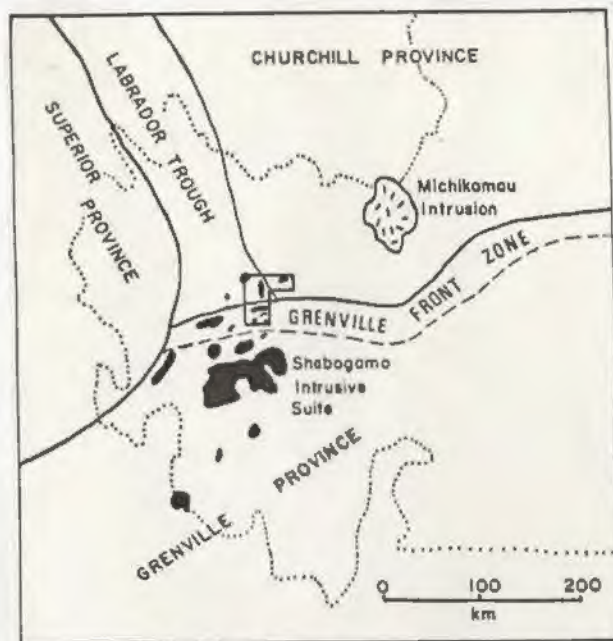 CHURCHILL PROVINCE
LABRADOR TROUGH
SUPERIOR PROVINCE
Michikamau
Intrusion
GRENVILLE FRONT ZONE
Shabogamo
Intrusive
Suite
GRENVILLE PROVINCE
0 100 200
km